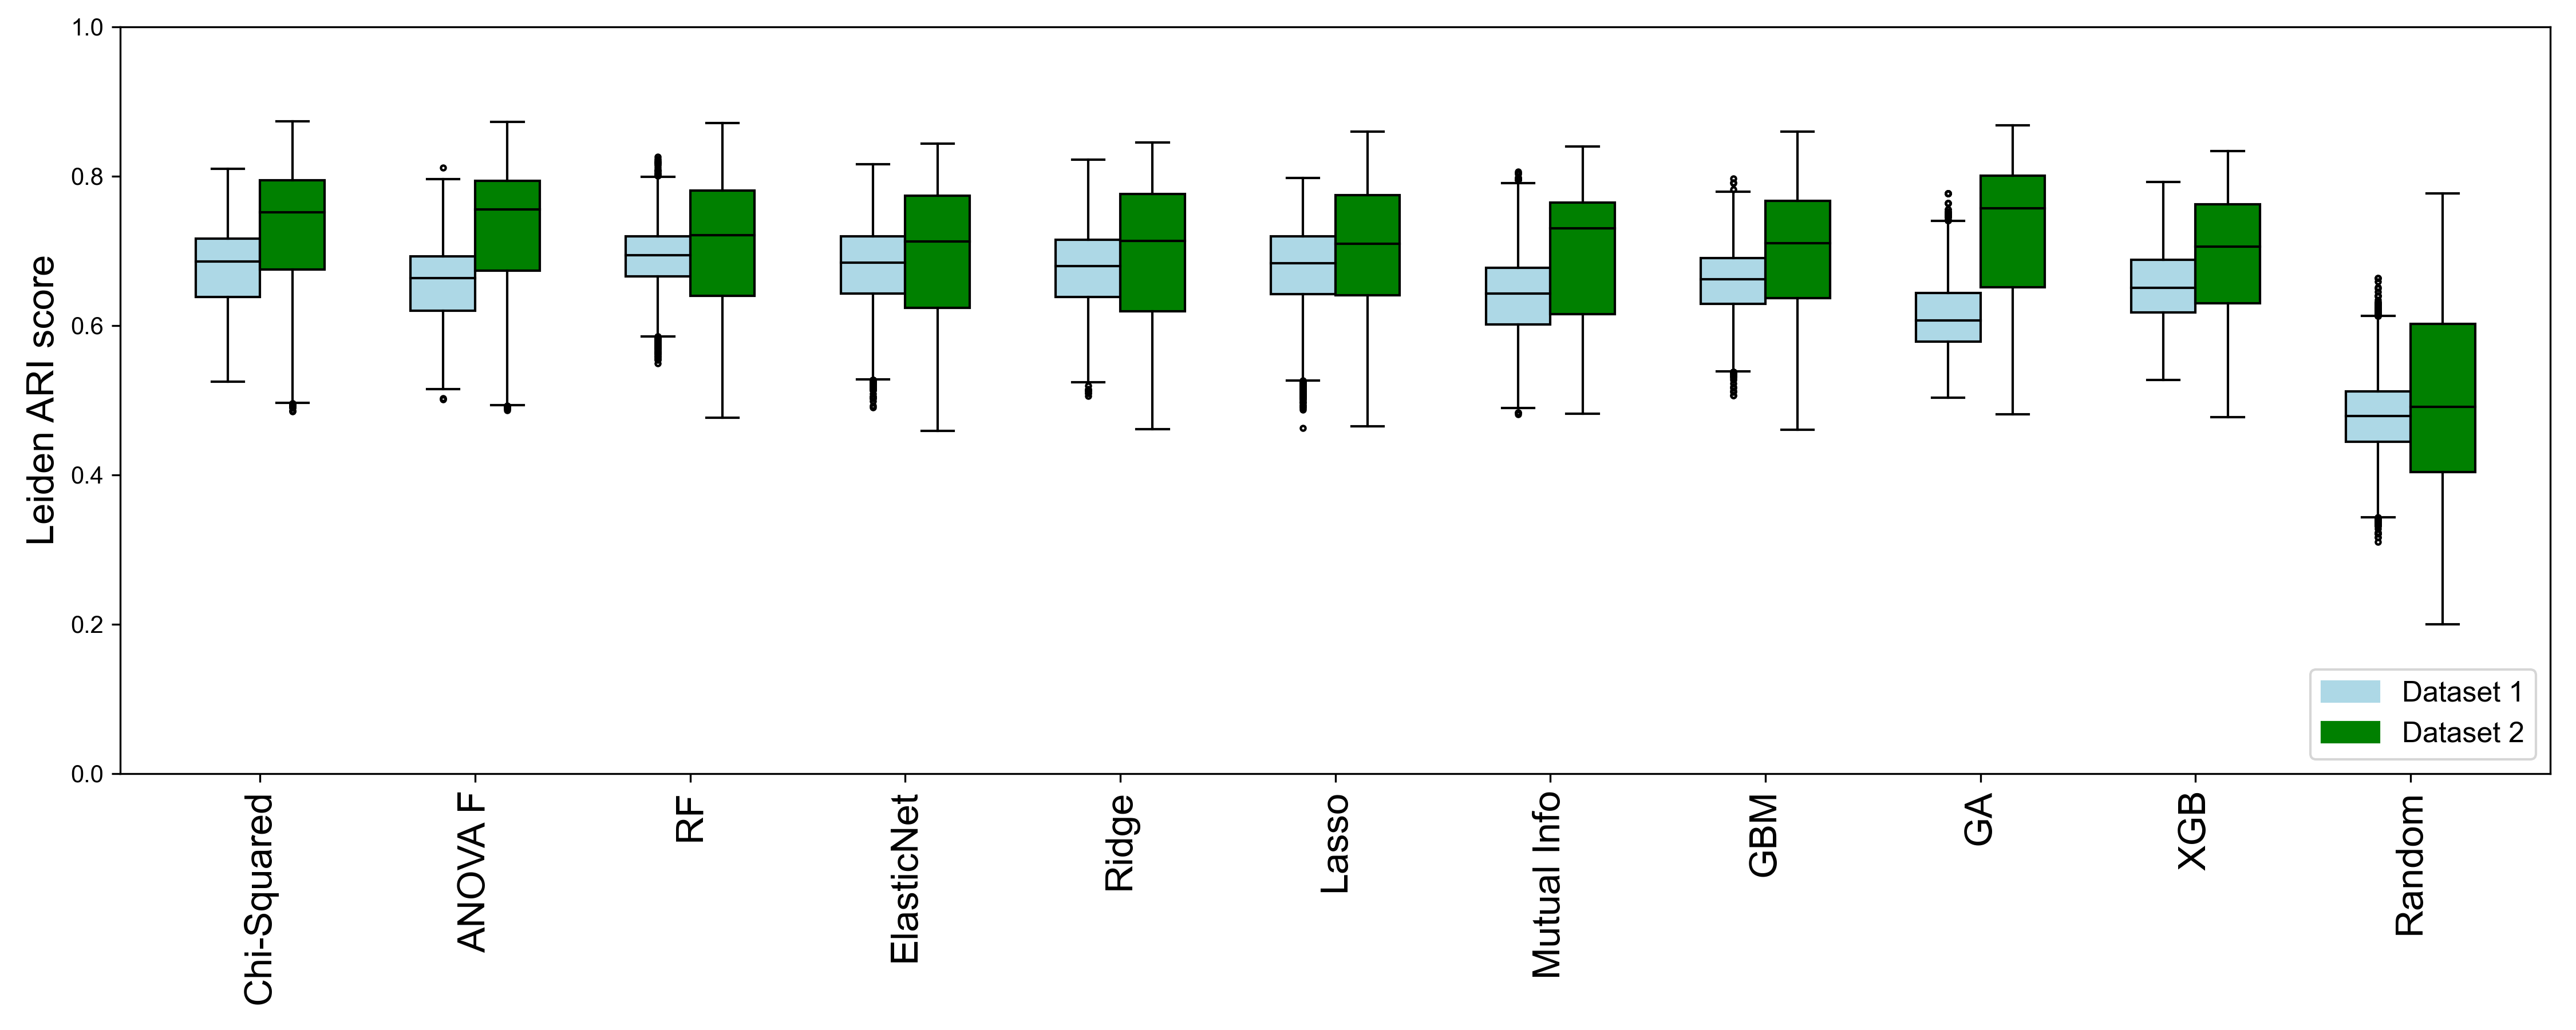 Leiden ARI score
1.0
0.8
0.6
0.4
0.2
0.0
Chi-Squared
ANOVA F
RF
ElasticNet
Ridge
Lasso
Mutual Info
GBM
GA
XGB
Random
Dataset 1
Dataset 2